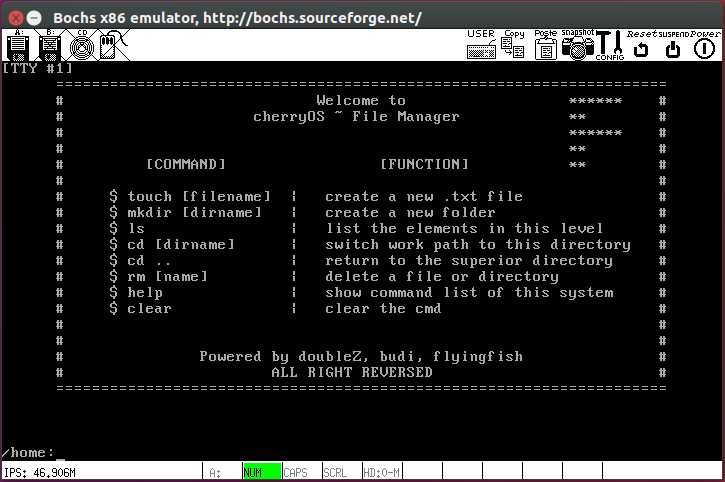 Bochs x86 emulator, http://bochs.sourceforge.net/
A: B: CD USER Copy Paste Snapshot CONFIG Reset SUSPEND Power
[TTY #1]
====================================================================
# Welcome to ****** #
# cherryOS ~ File Manager ** #
# ****** #
# ** #
# [COMMAND] [FUNCTION] ** #
# #
# $ touch [filename] | create a new .txt file #
# $ mkdir [dirname] | create a new folder #
# $ ls | list the elements in this level #
# $ cd [dirname] | switch work path to this directory #
# $ cd .. | return to the superior directory #
# $ rm [name] | delete a file or directory #
# $ help | show command list of this system #
# $ clear | clear the cmd #
# #
# #
# Powered by doubleZ, budi, flyingfish #
# ALL RIGHT REVERSED #
====================================================================
/home:_
IPS: 46.906M A: NUM CAPS SCRL HD:0-M